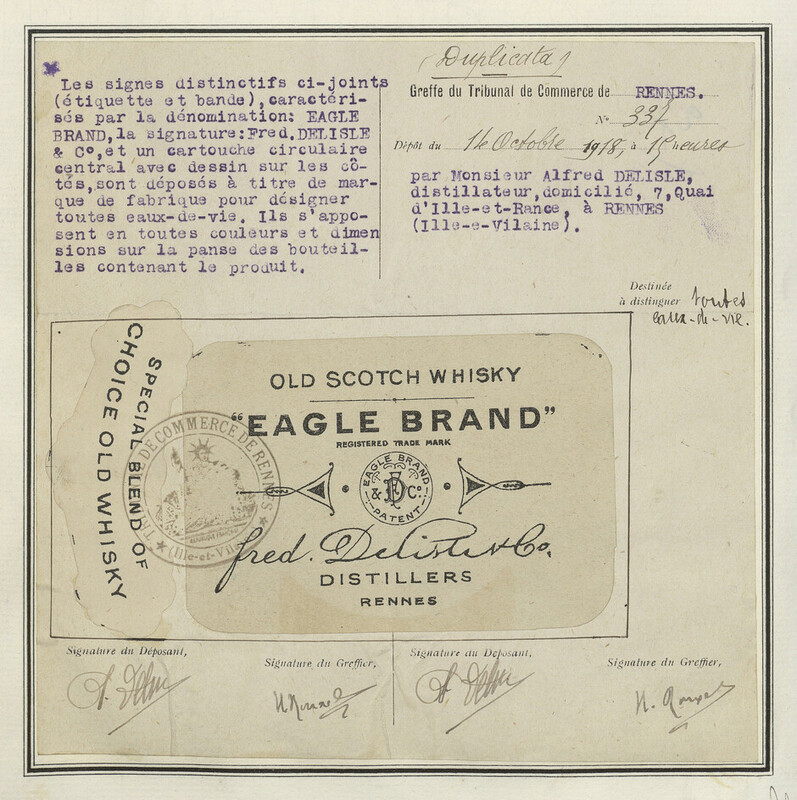 Les signes distinctifs ci-joints
(étiquette et bande),caractéri-
sés par la dénomination: EAGLE
BRAND,la signature:Fred.DELISLE
& C°,et un cartouche circulaire
central avec dessin sur les cô-
tés,sont déposés à titre de mar-
que de fabrique pour désigner
toutes eaux-de-vie. Ils s'appo-
sent en toutes couleurs et dimen
sions sur la panse des bouteil-
les contenant le produit.
(Duplicata)
Greffe du Tribunal de Commerce de RENNES.
N° 337
Dépôt du 14 Octobre 1918, à 15 heures
par Monsieur Alfred DELISLE,
distillateur,domicilié, 7,Quai
d'Ille-et-Rance, à RENNES
(Ille-e-Vilaine).
Destinée
à distinguer toutes
eaux-de-vie.
SPECIAL BLEND OF
CHOICE OLD WHISKY
TRIB. DE COMMERCE DE RENNES
(Ille-et-Vilaine)
OLD SCOTCH WHISKY
"EAGLE BRAND"
REGISTERED TRADE MARK
EAGLE BRAND
& Co.
PATENT
Fred. Delisle & Co.
DISTILLERS
RENNES
Signature du Déposant,
Signature du Greffier,
Signature du Déposant,
Signature du Greffier,